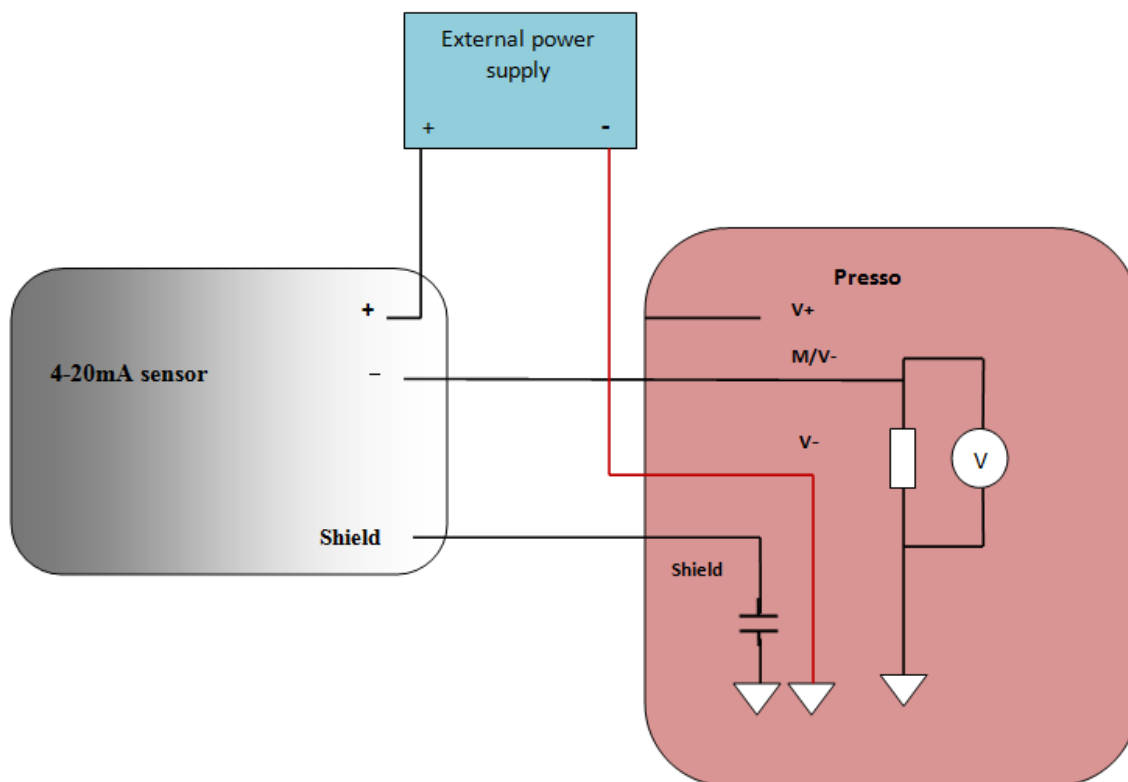 External power
supply
+ -
Presso
+
V+
M/V-
4-20mA sensor
–
V-
V
Shield
Shield